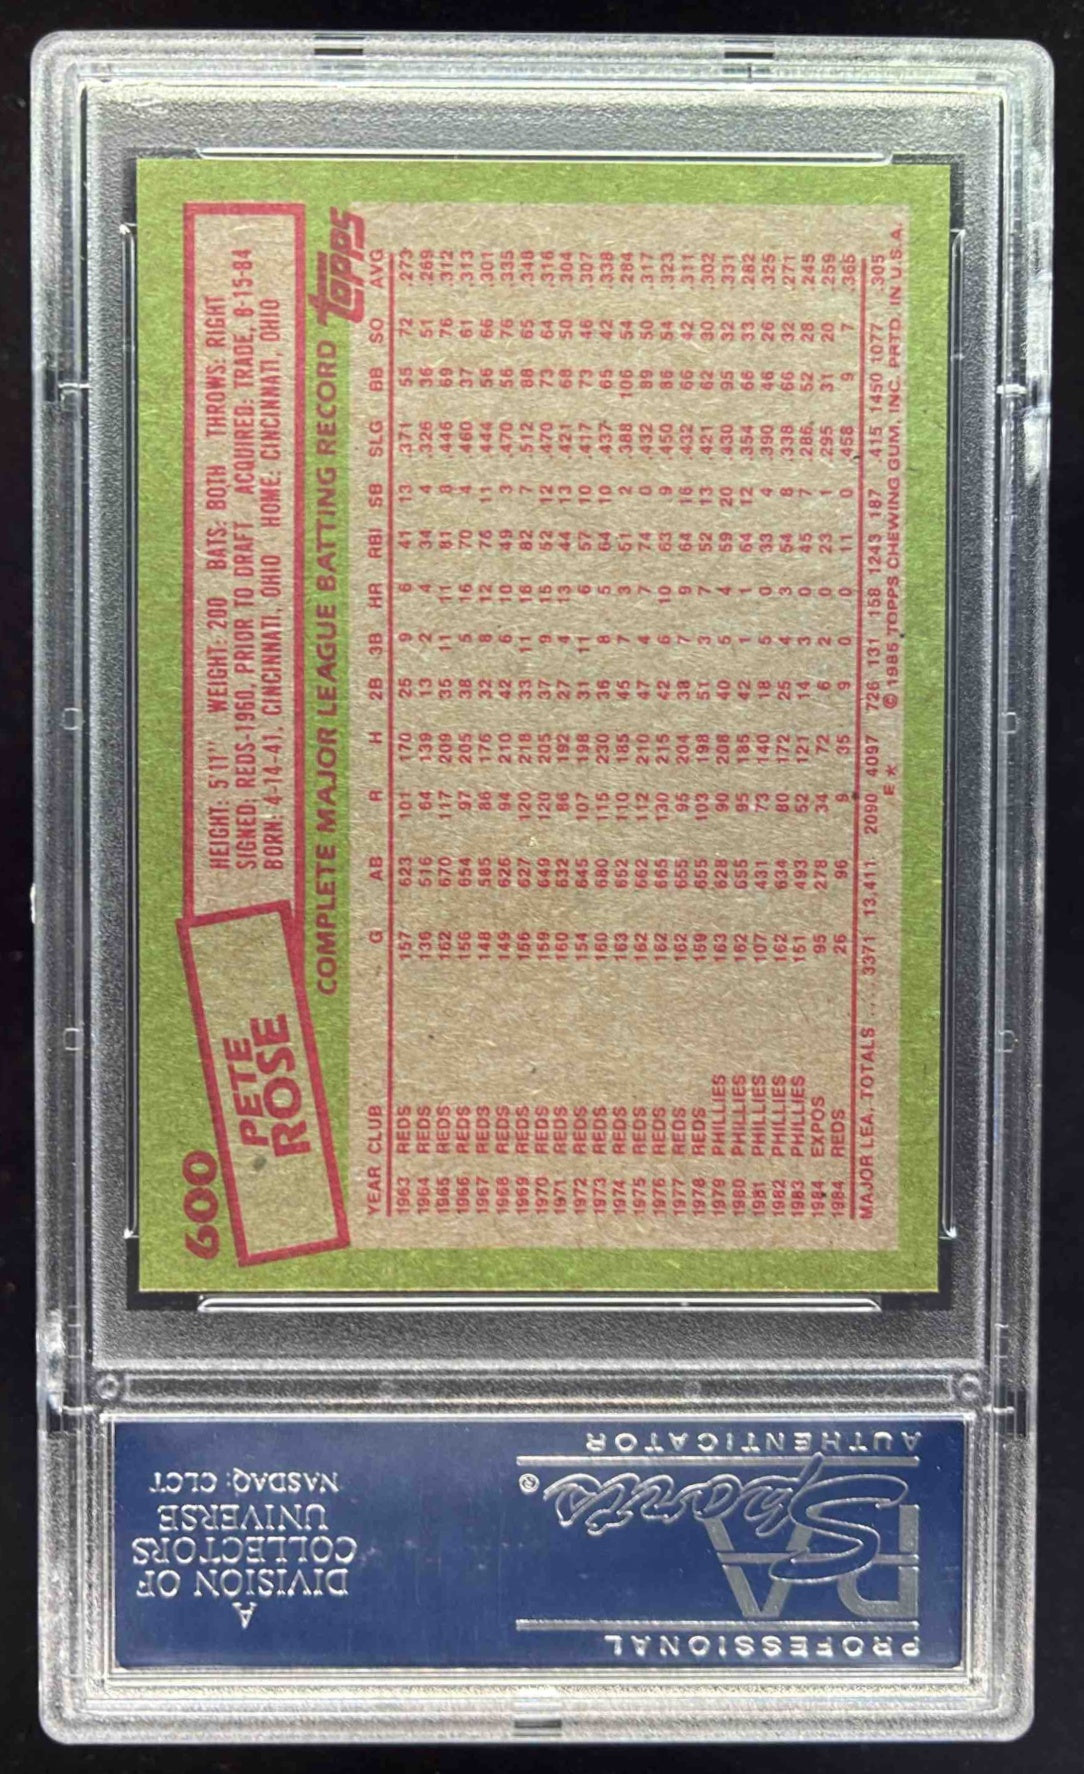 600
PETE
ROSE
HEIGHT: 5'11" WEIGHT: 200 BATS: BOTH THROWS: RIGHT
SIGNED: REDS-1960, PRIOR TO DRAFT ACQUIRED: TRADE, 8-15-84
BORN: 4-14-41, CINCINNATI, OHIO HOME: CINCINNATI, OHIO
COMPLETE MAJOR LEAGUE BATTING RECORD topps
YEAR CLUB G AB R H 2B 3B HR RBI SB SLG BB SO AVG
1963 REDS 157 623 101 170 25 9 6 41 13 .371 55 72 .273
1964 REDS 136 516 64 139 13 2 4 34 4 .326 36 51 .269
1965 REDS 162 670 117 209 35 11 11 81 8 .446 69 76 .312
1966 REDS 156 654 97 205 38 5 16 70 4 .460 37 61 .313
1967 REDS 148 585 86 176 32 8 12 76 11 .444 56 66 .301
1968 REDS 149 626 94 210 42 6 10 49 3 .470 56 76 .335
1969 REDS 156 627 120 218 33 11 16 82 7 .512 88 65 .348
1970 REDS 159 649 120 205 37 9 15 52 12 .470 73 64 .316
1971 REDS 160 632 86 192 27 4 13 44 13 .421 68 50 .304
1972 REDS 154 645 107 198 31 11 6 57 10 .417 73 46 .307
1973 REDS 160 680 115 230 36 8 5 64 10 .437 65 42 .338
1974 REDS 163 652 110 185 45 7 3 51 2 .388 106 54 .284
1975 REDS 162 662 112 210 47 4 7 74 0 .432 89 50 .317
1976 REDS 162 665 130 215 42 6 10 63 9 .450 86 54 .323
1977 REDS 162 655 95 204 38 7 9 64 16 .432 66 42 .311
1978 REDS 159 655 103 198 51 3 7 52 13 .421 62 30 .302
1979 PHILLIES 163 628 90 208 40 5 4 59 20 .430 95 32 .331
1980 PHILLIES 162 655 95 185 42 1 1 64 12 .354 66 33 .282
1981 PHILLIES 107 431 73 140 18 5 0 33 4 .390 46 26 .325
1982 PHILLIES 162 634 80 172 25 4 3 54 8 .338 66 32 .271
1983 PHILLIES 151 493 52 121 14 3 0 45 7 .286 52 28 .245
1984 EXPOS 95 278 34 72 6 2 0 23 1 .295 31 20 .259
1984 REDS 26 96 9 35 9 0 0 11 0 .458 9 7 .365
MAJOR LEA. TOTALS .... 3371 13,411 2090 4097 726 131 158 1243 187 .415 1450 1077 .305
E★ © 1985 TOPPS CHEWING GUM, INC. PRTD. IN U.S.A.
PROFESSIONAL
PSA
Sports®
AUTHENTICATOR
A
DIVISION OF
COLLECTORS
UNIVERSE
NASDAQ: CLCT